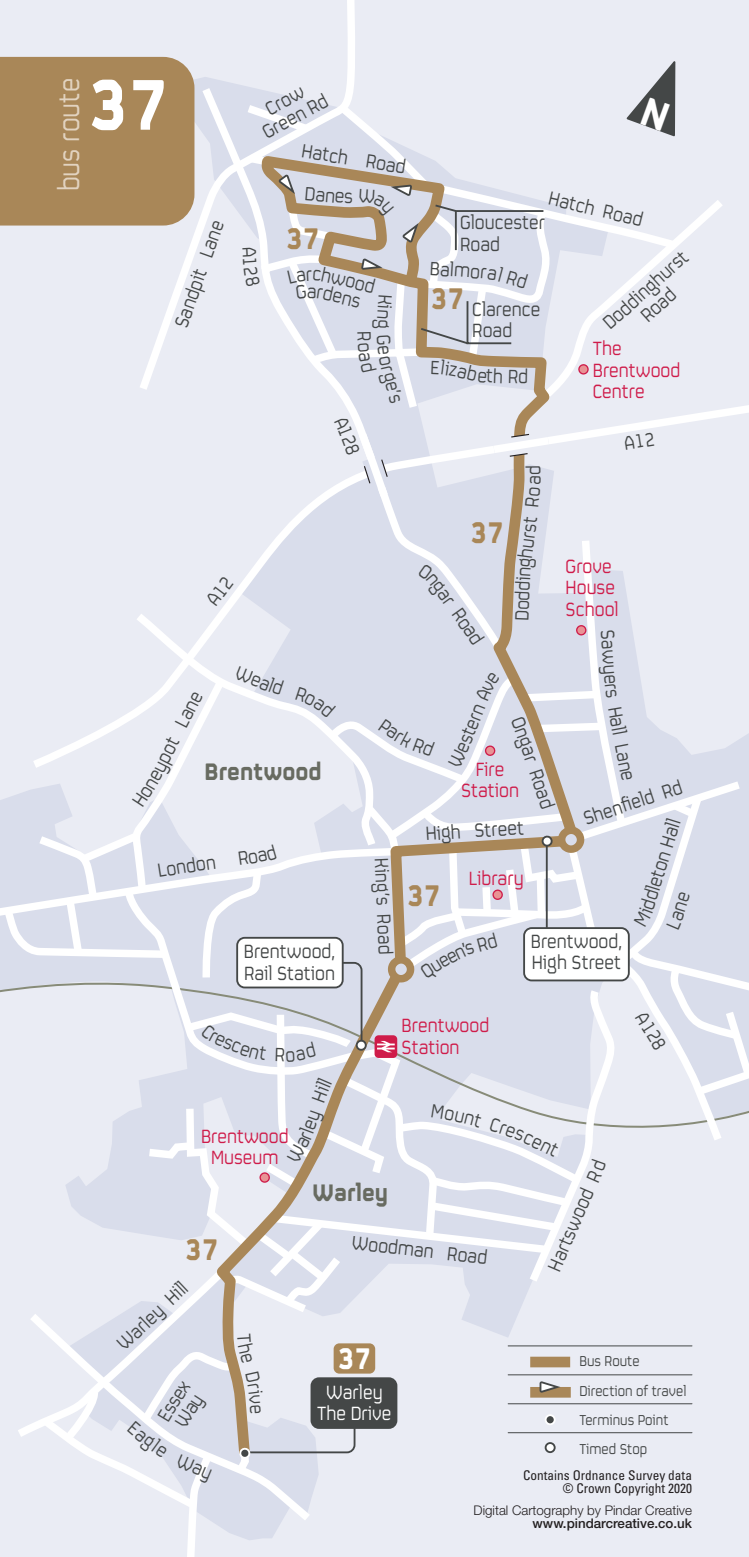 bus route 37
N
Crow
Green Rd
Hatch Road
Danes Way
Hatch Road
Gloucester
Road
Sandpit Lane
A128
37
Larchwood
Gardens
King George's
Road
Balmoral Rd
37
Clarence
Road
Doddinghurst
Road
The
Brentwood
Centre
Elizabeth Rd
A128
A12
37
Doddinghurst Road
Grove
House
School
A12
Ongar Road
Sawyers Hall Lane
Weald Road
Honeypot Lane
Park Rd
Western Ave
Ongar Road
Brentwood
Fire
Station
Shenfield Rd
High Street
London Road
King's Road
37
Library
Middleton Hall
Lane
Queen's Rd
Brentwood,
High Street
Brentwood,
Rail Station
Crescent Road
Brentwood
Station
A128
Warley Hill
Mount Crescent
Brentwood
Museum
Warley
Hartswood Rd
Woodman Road
37
Warley Hill
The Drive
Essex
Way
Eagle Way
37
Warley
The Drive
Bus Route
Direction of travel
Terminus Point
Timed Stop
Contains Ordnance Survey data
© Crown Copyright 2020
Digital Cartography by Pindar Creative
www.pindarcreative.co.uk